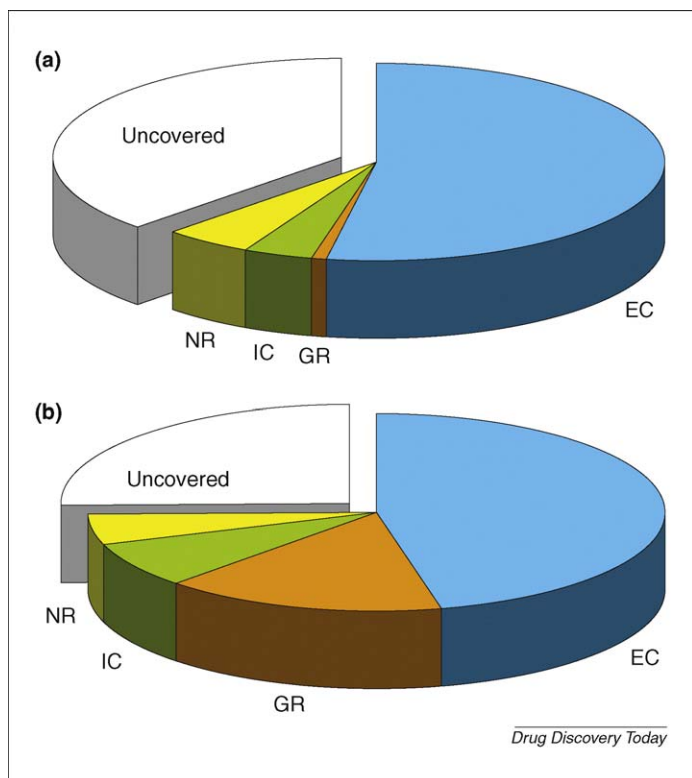 (a)
Uncovered
EC
NR
IC
GR
(b)
Uncovered
NR
IC
GR
EC
Drug Discovery Today